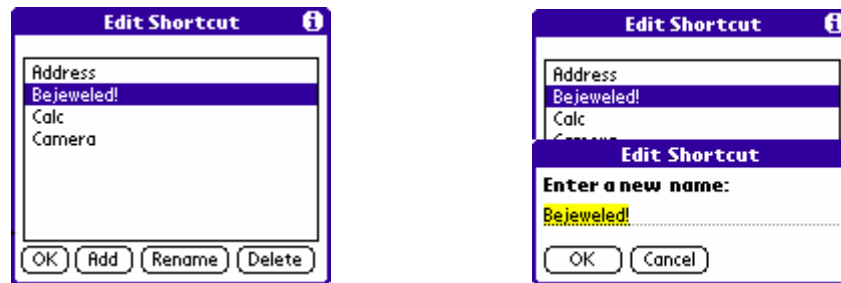 Edit Shortcut
Address
Bejeweled!
Calc
Camera
OK Add Rename Delete
Edit Shortcut
Address
Bejeweled!
Calc
Edit Shortcut
Enter a new name:
Bejeweled!
OK Cancel